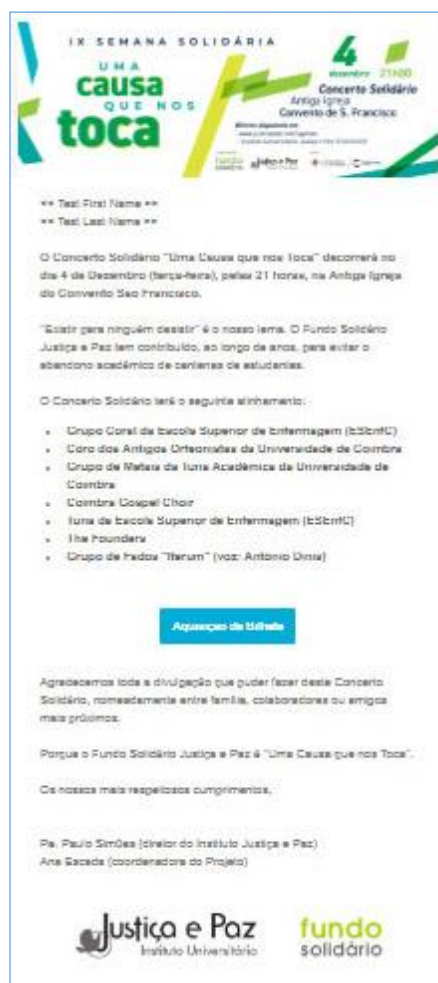 IX SEMANA SOLIDÁRIA
UMA
causa
QUE NOS
toca
4
dezembro 21H00
Concerto Solidário
Antiga Igreja
Convento de S. Francisco
fundo
solidário
Justiça e Paz
** Test First Name **
** Test Last Name **
O Concerto Solidário "Uma Causa que nos Toca" decorrerá no
dia 4 de Dezembro (terça-feira), pelas 21 horas, na Antiga Igreja
do Convento São Francisco.
"Existir para ninguém desistir" é o nosso lema. O Fundo Solidário
Justiça e Paz tem contribuído, ao longo de anos, para evitar o
abandono académico de centenas de estudantes.
O Concerto Solidário terá o seguinte alinhamento:
Grupo Coral da Escola Superior de Enfermagem (ESEnfC)
Coro dos Antigos Orfeonistas da Universidade de Coimbra
Grupo de Metais da Tuna Académica da Universidade de
Coimbra
Coimbra Gospel Choir
Tuna da Escola Superior de Enfermagem (ESEnfC)
The Founders
Grupo de Fados "Iterum" (voz: António Dinis)
Aquisição de Bilhete
Agradecemos toda a divulgação que puder fazer deste Concerto
Solidário, nomeadamente entre família, colaboradores ou amigos
mais próximos.
Porque o Fundo Solidário Justiça e Paz é "Uma Causa que nos Toca".
Os nossos mais respeitosos cumprimentos,
Pe. Paulo Simões (diretor do Instituto Justiça e Paz)
Ana Escada (coordenadora do Projeto)
Justiça e Paz
Instituto Universitário
fundo
solidário